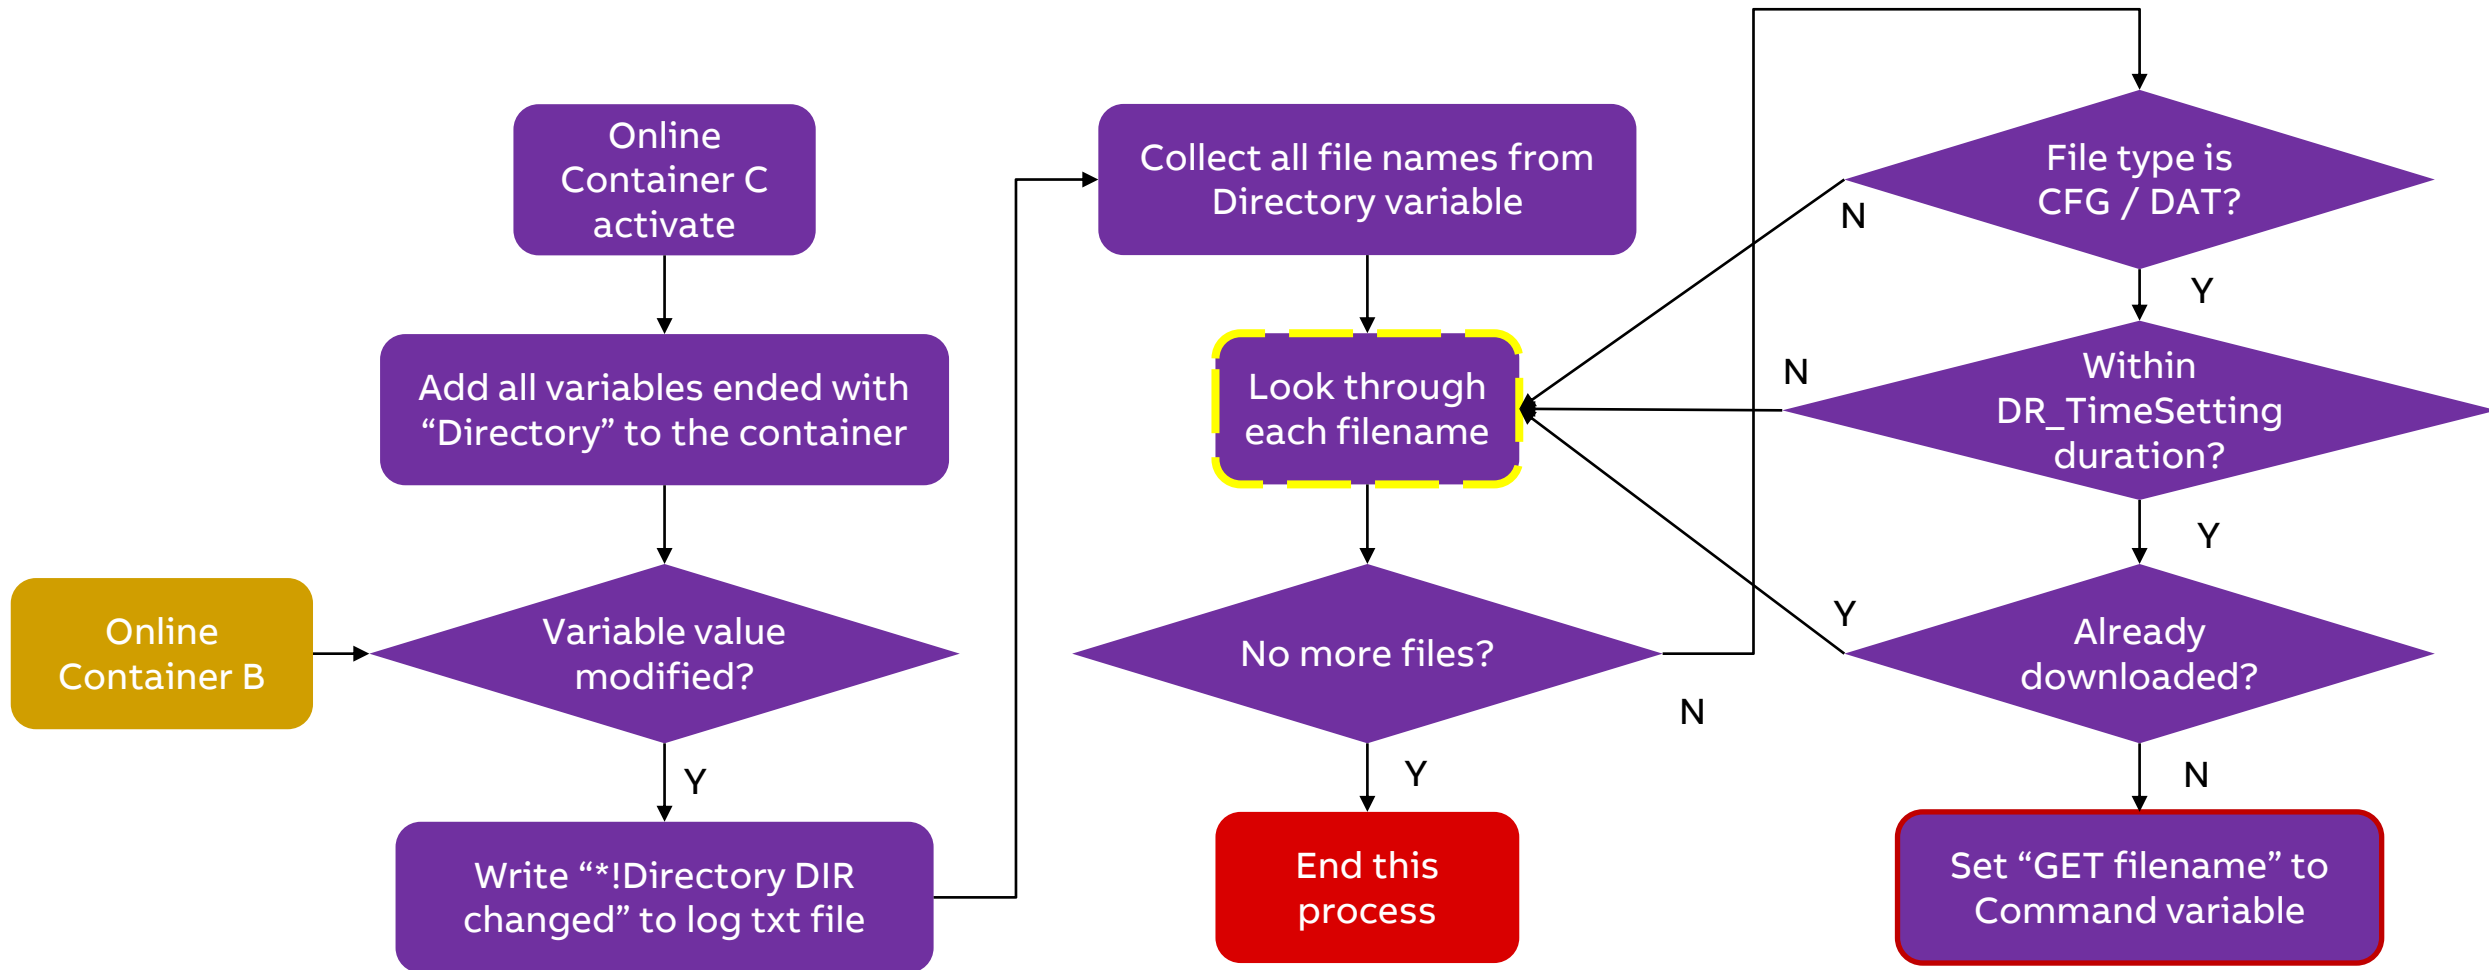 Online
Container C
activate
Add all variables ended with
“Directory” to the container
Online
Container B
Variable value
modified?
Y
Write “*!Directory DIR
changed” to log txt file
Collect all file names from
Directory variable
Look through
each filename
No more files?
N
Y
End this
process
File type is
CFG / DAT?
N
Y
Within
DR_TimeSetting
duration?
N
Y
Already
downloaded?
Y
N
Set “GET filename” to
Command variable